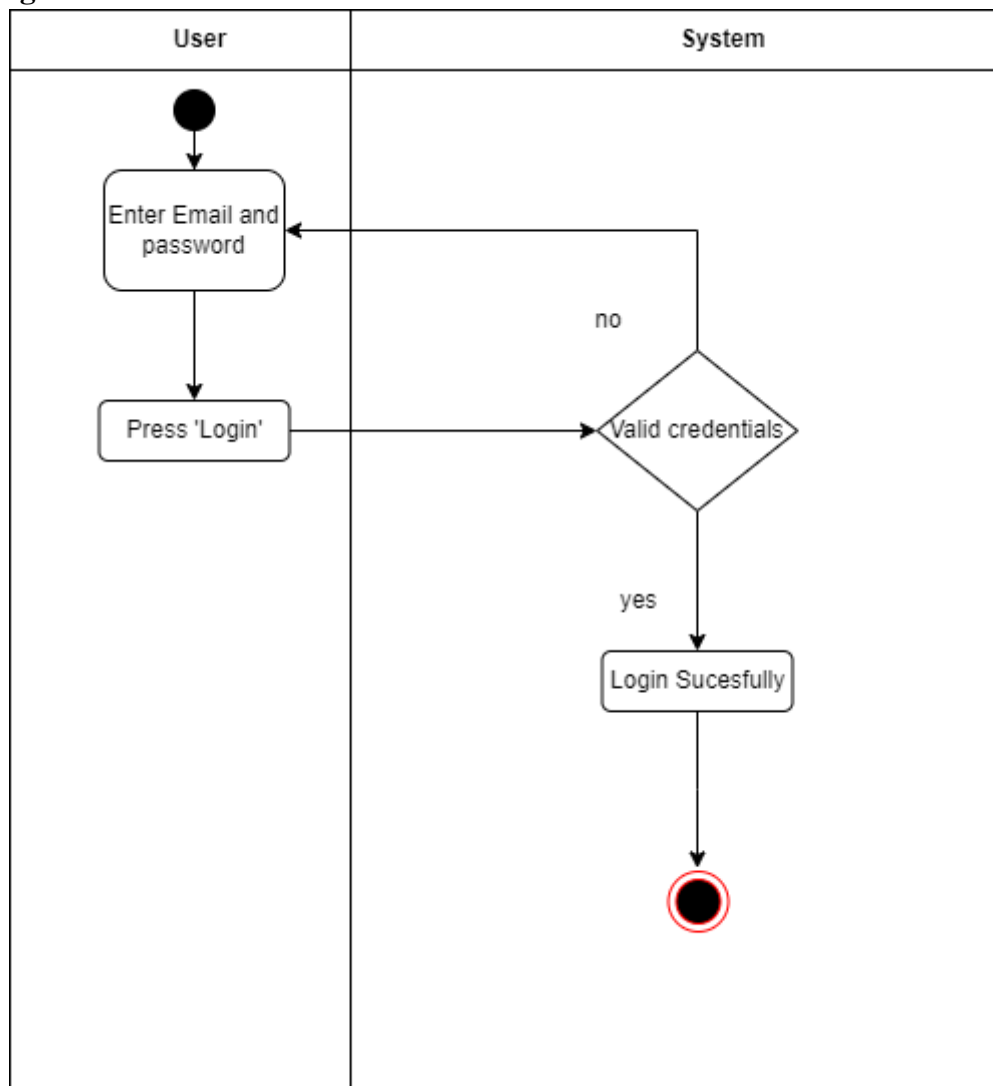 User
System
Enter Email and
password
no
Press 'Login'
Valid credentials
yes
Login Sucesfully